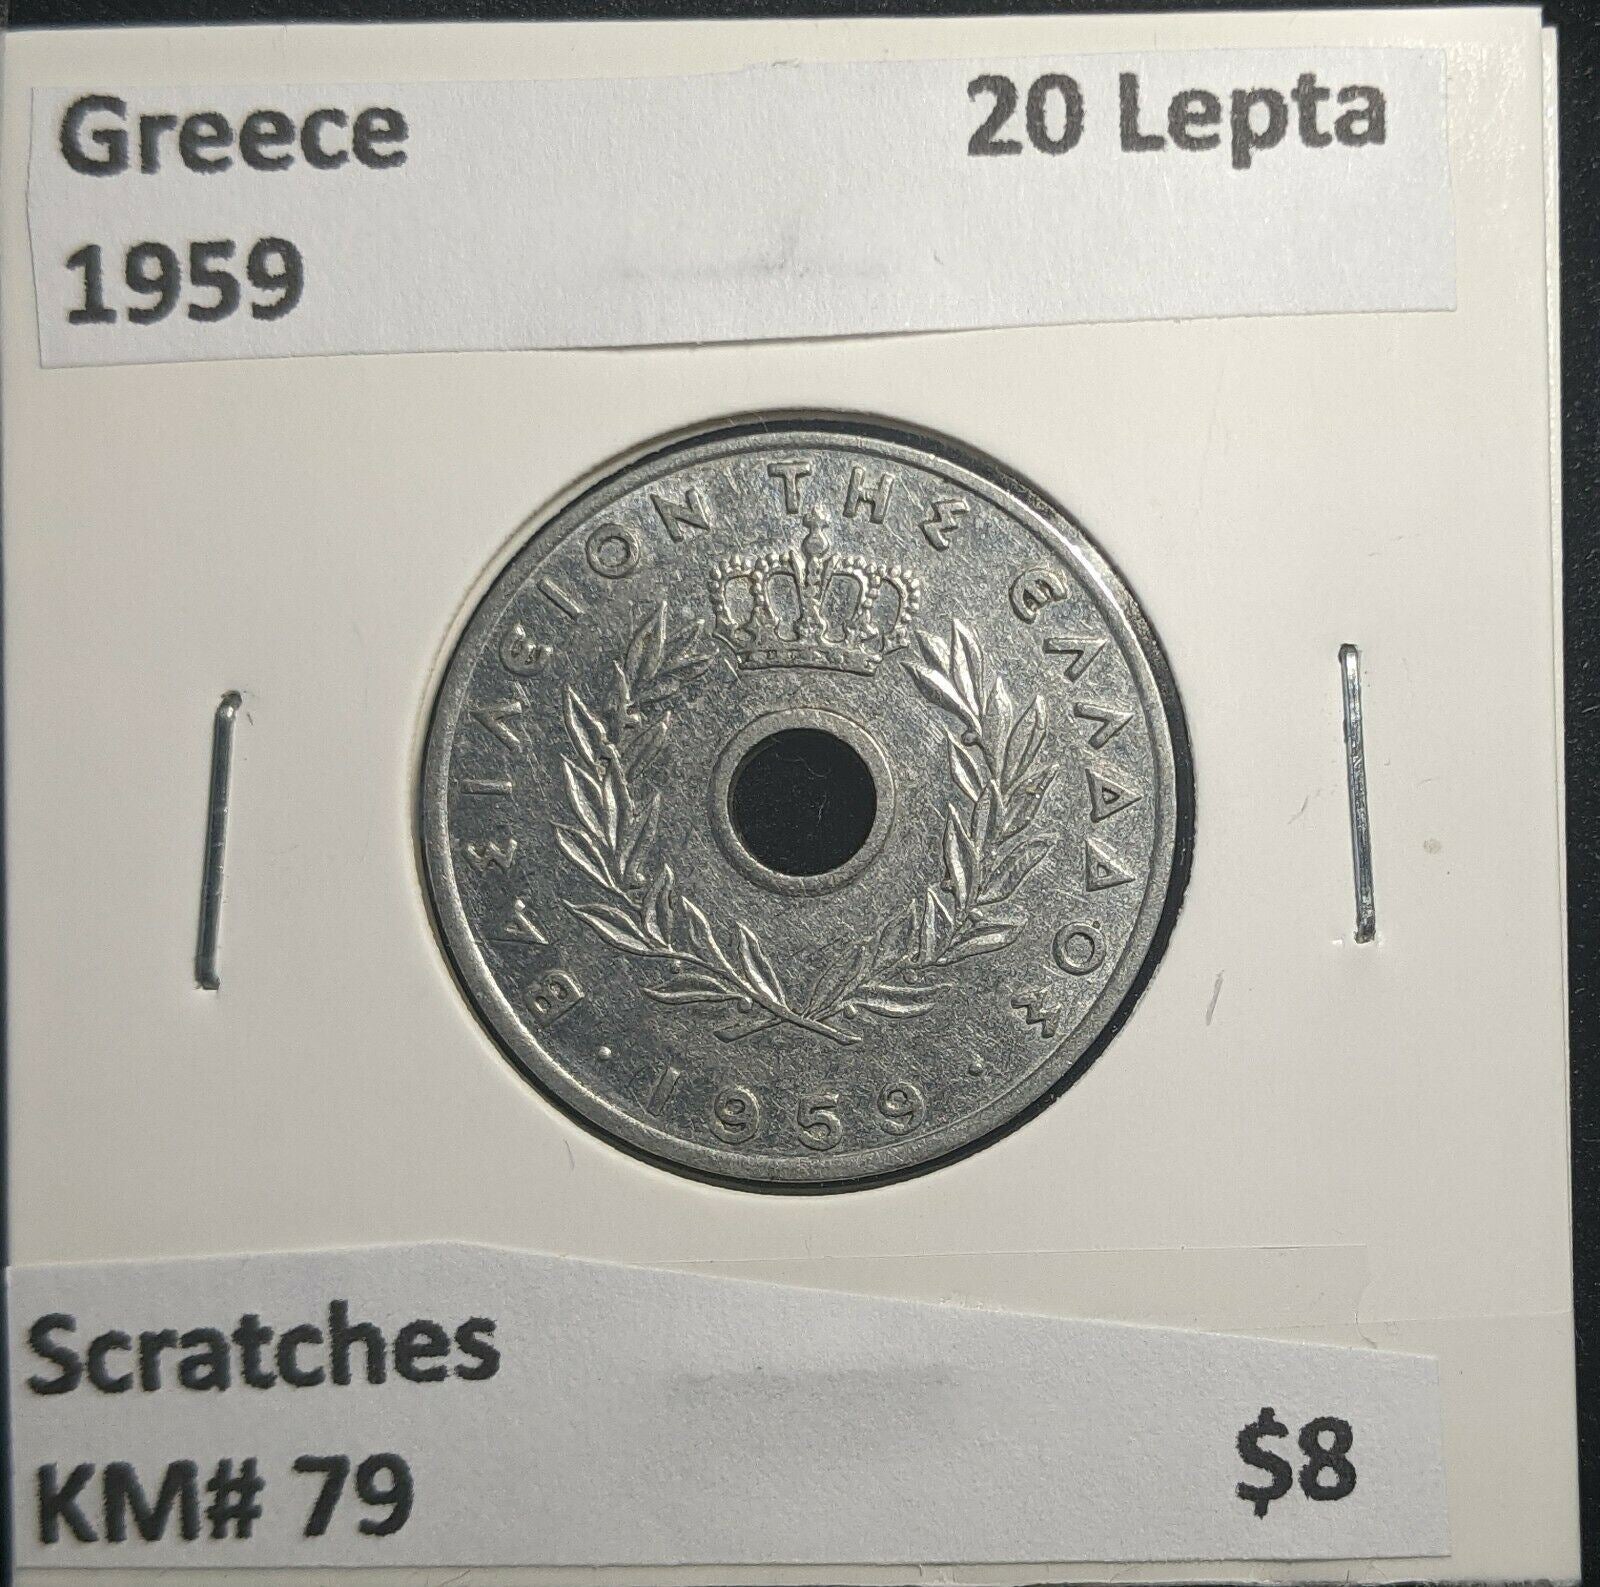 Greece 20 Lepta
1959
ΒΑΣΙΛΕΙΟΝ ΤΗΣ ΕΛΛΑΔΟΣ
· 1959 ·
Scratches
KM# 79 $8